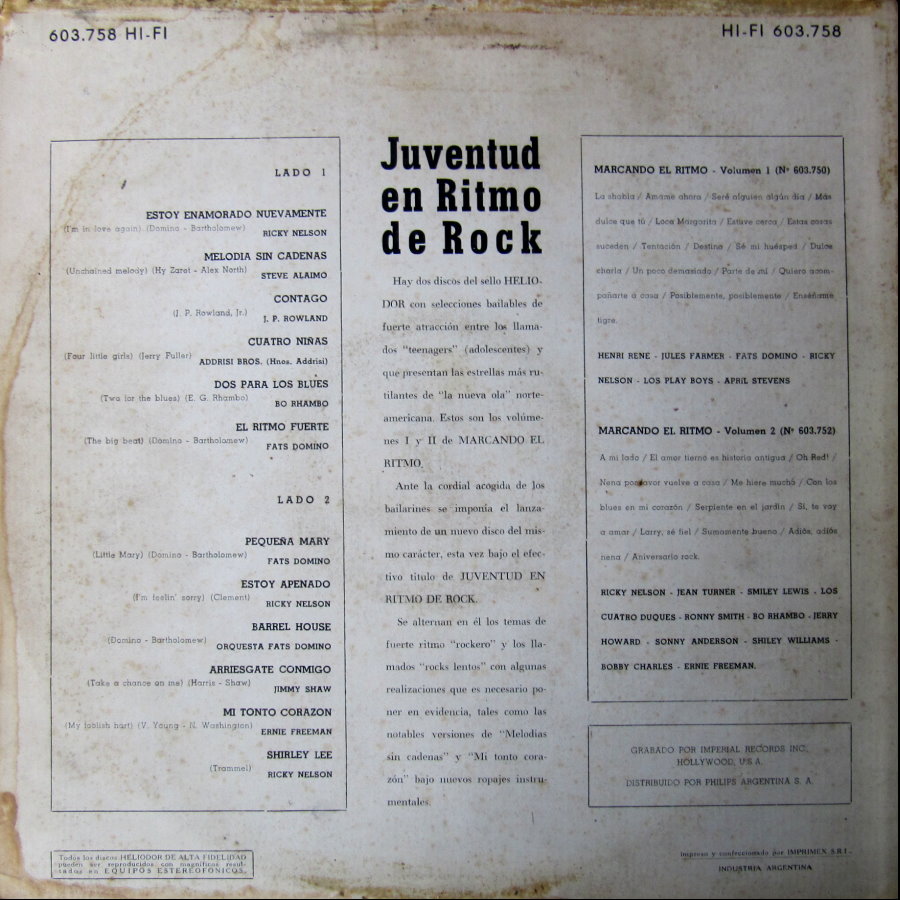 603.758 HI-FI
HI-FI 603.758
LADO 1
ESTOY ENAMORADO NUEVAMENTE
(I'm in love again) (Domino - Bartholomew)
RICKY NELSON
MELODIA SIN CADENAS
(Unchained melody) (Hy Zaret - Alex North)
STEVE ALAIMO
CONTAGO
(J. P. Rowland, Jr.)
J. P. ROWLAND
CUATRO NIÑAS
(Four little girls) (Jerry Fuller)
ADDRISI BROS. (Hnos. Addrisi)
DOS PARA LOS BLUES
(Two for the blues) (E. G. Rhambo)
BO RHAMBO
EL RITMO FUERTE
(The big beat) (Domino - Bartholomew)
FATS DOMINO
LADO 2
PEQUEÑA MARY
(Little Mary) (Domino - Bartholomew)
FATS DOMINO
ESTOY APENADO
(I'm feelin' sorry) (Clement)
RICKY NELSON
BARREL HOUSE
(Domino - Bartholomew)
ORQUESTA FATS DOMINO
ARRIESGATE CONMIGO
(Take a chance on me) (Harris - Shaw)
JIMMY SHAW
MI TONTO CORAZON
(My foolish hart) (V. Young - N. Washington)
ERNIE FREEMAN
SHIRLEY LEE
(Trammel)
RICKY NELSON
Todos los discos HELIODOR DE ALTA FIDELIDAD
pueden ser reproducidos con magníficos resul-
tados en EQUIPOS ESTEREOFONICOS.
Juventud
en Ritmo
de Rock
Hay dos discos del sello HELIO-
DOR con selecciones bailables de
fuerte atracción entre los llama-
dos "teenagers" (adolescentes) y
que presentan las estrellas más ru-
tilantes de "la nueva ola" norte-
americana. Estos son los volúme-
nes I y II de MARCANDO EL
RITMO.
Ante la cordial acogida de los
bailarines se imponía el lanza-
miento de un nuevo disco del mis-
mo carácter, esta vez bajo el efec-
tivo título de JUVENTUD EN
RITMO DE ROCK.
Se alternan en él los temas de
fuerte ritmo "rockero" y los lla-
mados "rocks lentos" con algunas
realizaciones que es necesario po-
ner en evidencia, tales como las
notables versiones de "Melodías
sin cadenas" y "Mi tonto cora-
zón" bajo nuevos ropajes instru-
mentales.
MARCANDO EL RITMO - Volumen 1 (Nº 603.750)
La shabla / Amame ahora / Seré alguien algún día / Más
dulce que tú / Loca Margarita / Estuve cerca / Estas cosas
suceden / Tentación / Destino / Sé mi huésped / Dulce
charla / Un poco demasiado / Parte de mí / Quiero acom-
pañarte a casa / Posiblemente, posiblemente / Enséñame
tigre.
HENRI RENE - JULES FARMER - FATS DOMINO - RICKY
NELSON - LOS PLAY BOYS - APRIL STEVENS
MARCANDO EL RITMO - Volumen 2 (Nº 603.752)
A mi lado / El amor tierno es historia antigua / Oh Red! /
Nena por favor vuelve a casa / Me hiere mucho / Con los
blues en mi corazón / Serpiente en el jardín / Sí, te voy
a amar / Larry, sé fiel / Sumamente bueno / Adiós, adiós
nena / Aniversario rock.
RICKY NELSON - JEAN TURNER - SMILEY LEWIS - LOS
CUATRO DUQUES - RONNY SMITH - BO RHAMBO - JERRY
HOWARD - SONNY ANDERSON - SHILEY WILLIAMS -
BOBBY CHARLES - ERNIE FREEMAN.
GRABADO POR IMPERIAL RECORDS INC.
HOLLYWOOD, U.S.A.
DISTRIBUIDO POR PHILIPS ARGENTINA S. A.
Impreso y confeccionado por IMPRIMEX S.R.L.
INDUSTRIA ARGENTINA